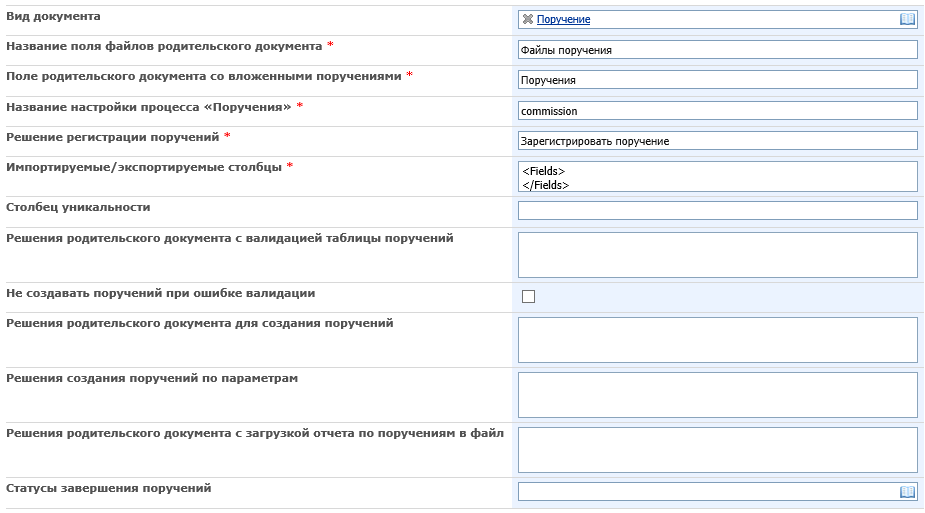 Вид документа
Поручение
Название поля файлов родительского документа *
Файлы поручения
Поле родительского документа со вложенными поручениями *
Поручения
Название настройки процесса «Поручения» *
commission
Решение регистрации поручений *
Зарегистрировать поручение
Импортируемые/экспортируемые столбцы *
<Fields>
</Fields>
Столбец уникальности
Решения родительского документа с валидацией таблицы поручений
Не создавать поручений при ошибке валидации
Решения родительского документа для создания поручений
Решения создания поручений по параметрам
Решения родительского документа с загрузкой отчета по поручениям в файл
Статусы завершения поручений